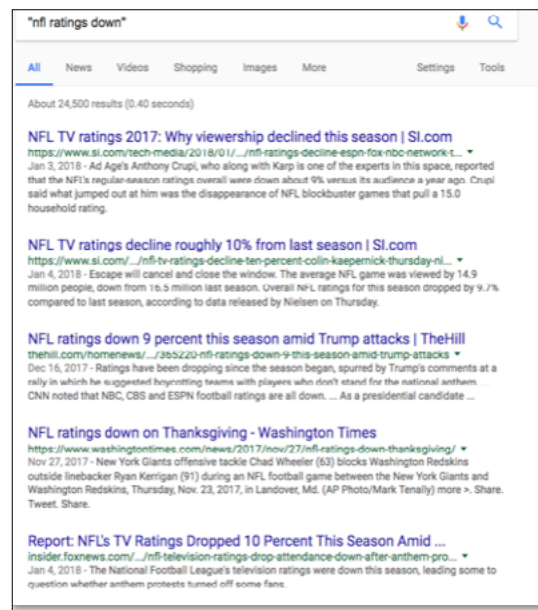 "nfl ratings down"
All News Videos Shopping Images More Settings Tools
About 24,500 results (0.40 seconds)
NFL TV ratings 2017: Why viewership declined this season | SI.com
https://www.si.com/tech-media/2018/01/.../nfl-ratings-decline-espn-fox-nbc-network-t...
Jan 3, 2018 - Ad Age's Anthony Crupi, who along with Karp is one of the experts in this space, reported
that the NFL's regular-season ratings overall were down about 9% versus its audience a year ago. Crupi
said what jumped out at him was the disappearance of NFL blockbuster games that pull a 15.0
household rating.
NFL TV ratings decline roughly 10% from last season | SI.com
https://www.si.com/.../nfl-tv-ratings-decline-ten-percent-colin-kaepernick-thursday-ni...
Jan 4, 2018 - Escape will cancel and close the window. The average NFL game was viewed by 14.9
million people, down from 16.5 million last season. Overall NFL ratings for this season dropped by 9.7%
compared to last season, according to data released by Nielsen on Thursday.
NFL ratings down 9 percent this season amid Trump attacks | TheHill
thehill.com/homenews/.../365220-nfl-ratings-down-9-this-season-amid-trump-attacks
Dec 16, 2017 - Ratings have been dropping since the season began, spurred by Trump's comments at a
rally in which he suggested boycotting teams with players who don't stand for the national anthem. ...
CNN noted that NBC, CBS and ESPN football ratings are all down. ... As a presidential candidate ...
NFL ratings down on Thanksgiving - Washington Times
https://www.washingtontimes.com/news/2017/nov/27/nfl-ratings-down-thanksgiving/
Nov 27, 2017 - New York Giants offensive tackle Chad Wheeler (63) blocks Washington Redskins
outside linebacker Ryan Kerrigan (91) during an NFL football game between the New York Giants and
Washington Redskins, Thursday, Nov. 23, 2017, in Landover, Md. (AP Photo/Mark Tenally) more >. Share.
Tweet. Share.
Report: NFL's TV Ratings Dropped 10 Percent This Season Amid ...
insider.foxnews.com/.../nfl-television-ratings-drop-attendance-down-after-anthem-pro...
Jan 4, 2018 - The National Football League's television ratings were down this season, leading some to
question whether anthem protests turned off some fans.